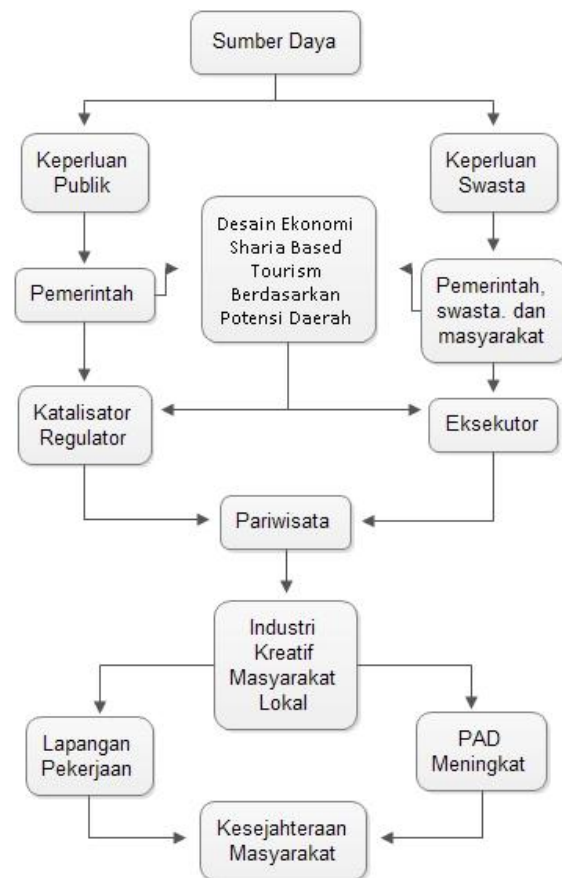 Sumber Daya
Keperluan
Publik
Keperluan
Swasta
Desain Ekonomi
Sharia Based
Tourism
Berdasarkan
Potensi Daerah
Pemerintah
Pemerintah,
swasta. dan
masyarakat
Katalisator
Regulator
Eksekutor
Pariwisata
Industri
Kreatif
Masyarakat
Lokal
Lapangan
Pekerjaan
PAD
Meningkat
Kesejahteraan
Masyarakat